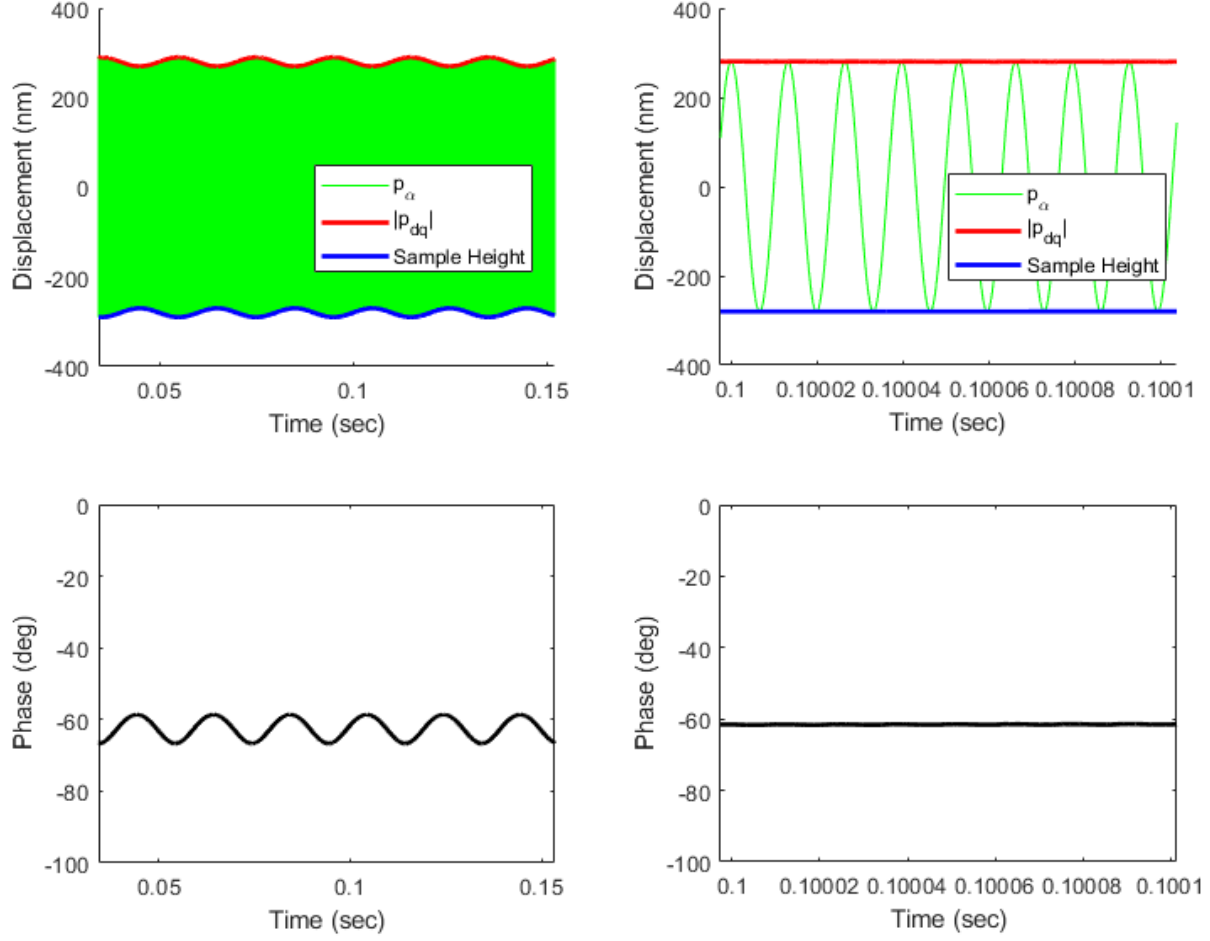 400
200
0
-200
-400
Displacement (nm)
0.05
0.1
0.15
Time (sec)
p_α
|p_dq|
Sample Height
400
200
0
-200
-400
Displacement (nm)
0.1
0.10002
0.10004
0.10006
0.10008
0.1001
Time (sec)
p_α
|p_dq|
Sample Height
0
-20
-40
-60
-80
-100
Phase (deg)
0.05
0.1
0.15
Time (sec)
0
-20
-40
-60
-80
-100
Phase (deg)
0.1
0.10002
0.10004
0.10006
0.10008
0.1001
Time (sec)